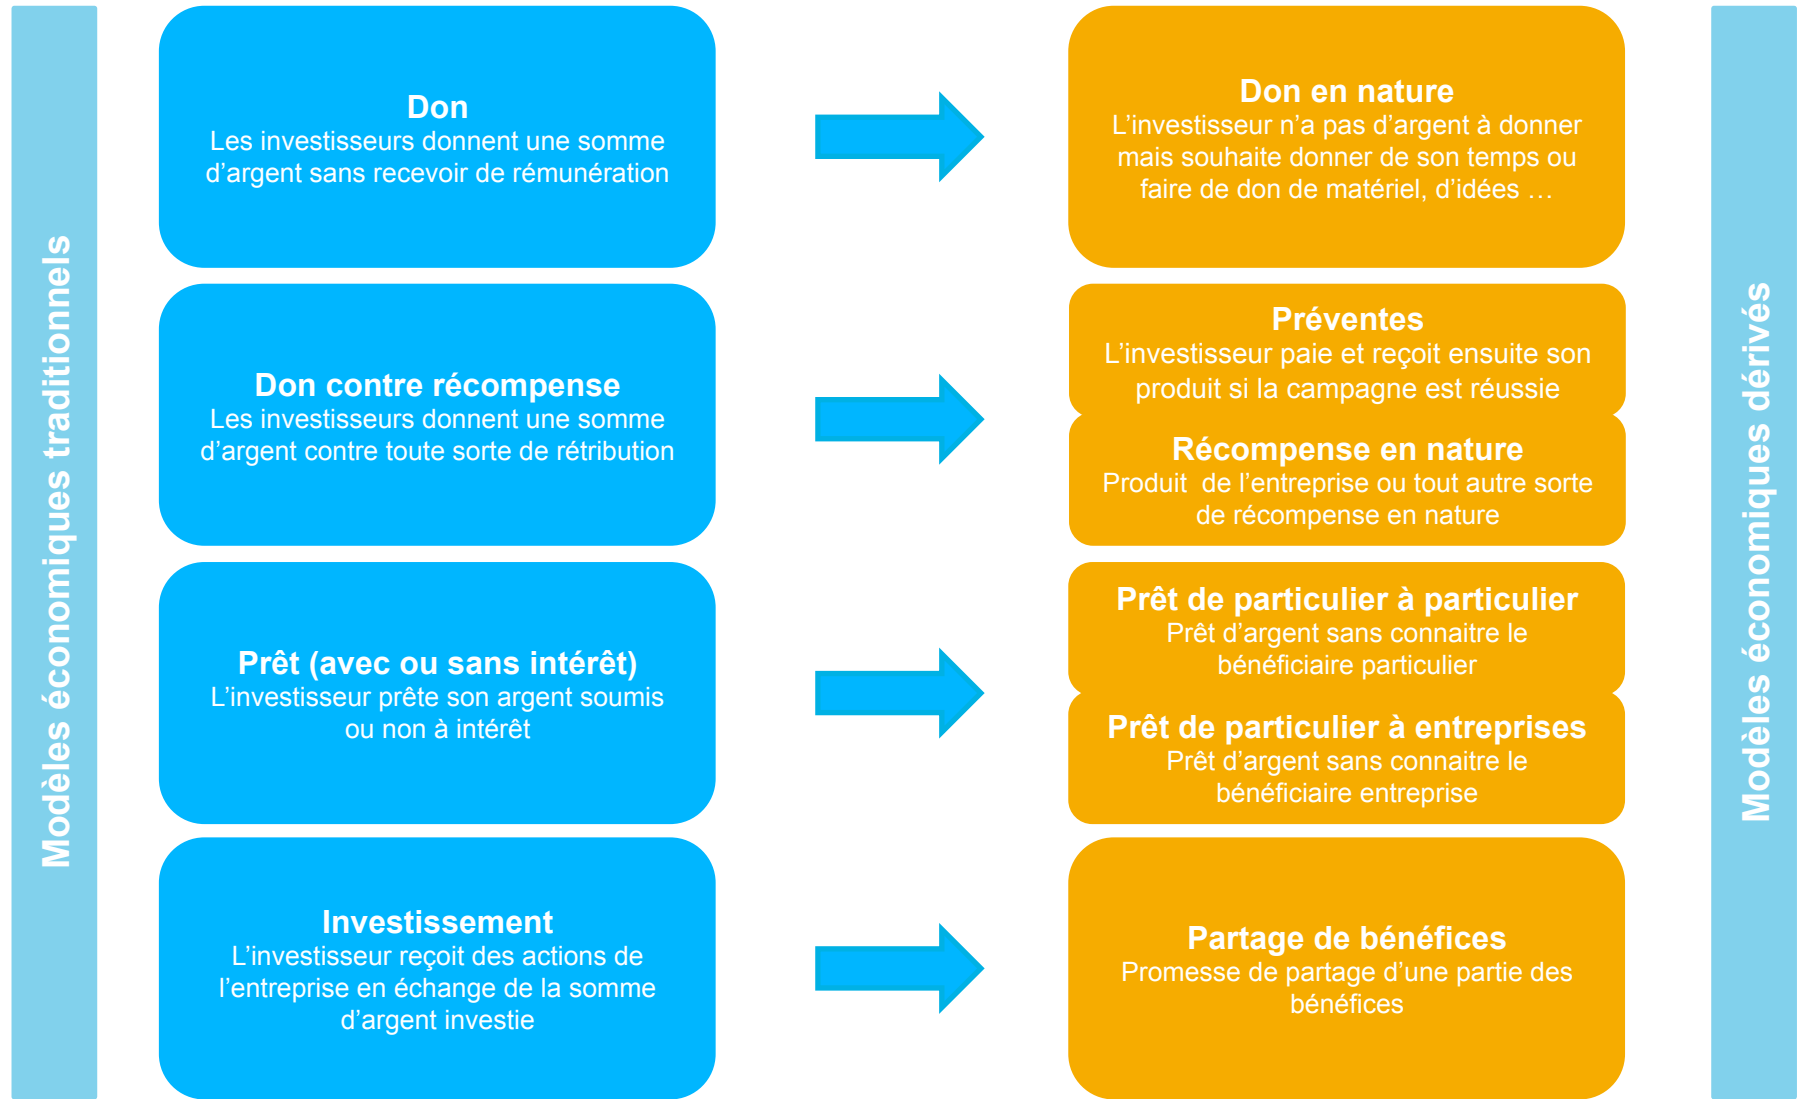 Modèles économiques traditionnels
Don
Les investisseurs donnent une somme
d’argent sans recevoir de rémunération
Don en nature
L’investisseur n’a pas d’argent à donner
mais souhaite donner de son temps ou
faire de don de matériel, d’idées …
Don contre récompense
Les investisseurs donnent une somme
d’argent contre toute sorte de rétribution
Préventes
L’investisseur paie et reçoit ensuite son
produit si la campagne est réussie
Récompense en nature
Produit  de l’entreprise ou tout autre sorte
de récompense en nature
Prêt (avec ou sans intérêt)
L’investisseur prête son argent soumis
ou non à intérêt
Prêt de particulier à particulier
Prêt d’argent sans connaitre le
bénéficiaire particulier
Prêt de particulier à entreprises
Prêt d’argent sans connaitre le
bénéficiaire entreprise
Investissement
L’investisseur reçoit des actions de
l’entreprise en échange de la somme
d’argent investie
Partage de bénéfices
Promesse de partage d’une partie des
bénéfices
Modèles économiques dérivés